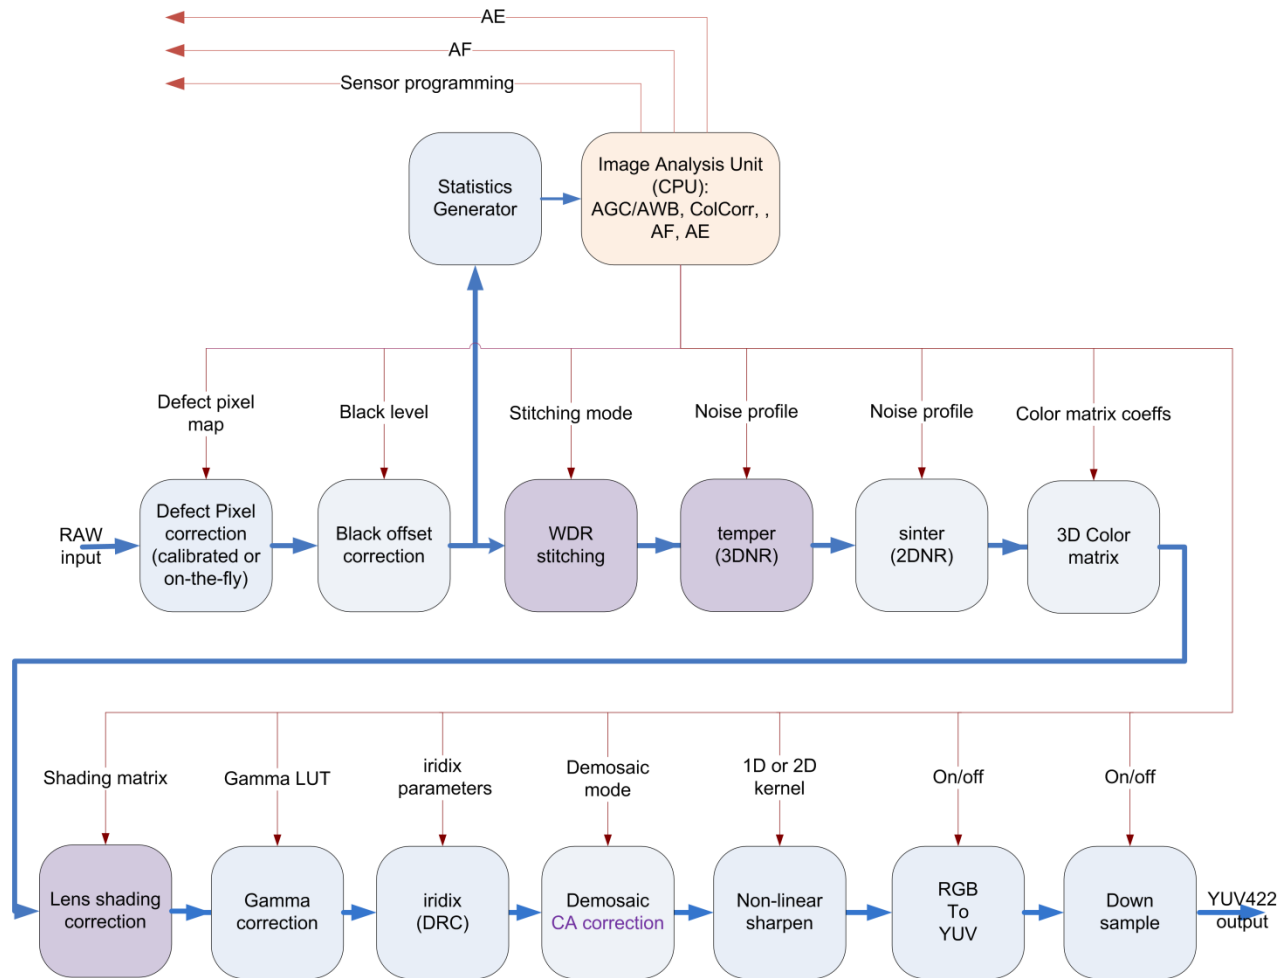 AE
AF
Sensor programming
Statistics
Generator
Image Analysis Unit
(CPU):
AGC/AWB, ColCorr, ,
AF, AE
Defect pixel
map
Black level
Stitching mode
Noise profile
Noise profile
Color matrix coeffs
RAW
input
Defect Pixel
correction
(calibrated or
on-the-fly)
Black offset
correction
WDR
stitching
temper
(3DNR)
sinter
(2DNR)
3D Color
matrix
Shading matrix
Gamma LUT
iridix
parameters
Demosaic
mode
1D or 2D
kernel
On/off
On/off
Lens shading
correction
Gamma
correction
iridix
(DRC)
Demosaic
CA correction
Non-linear
sharpen
RGB
To
YUV
Down
sample
YUV422
output